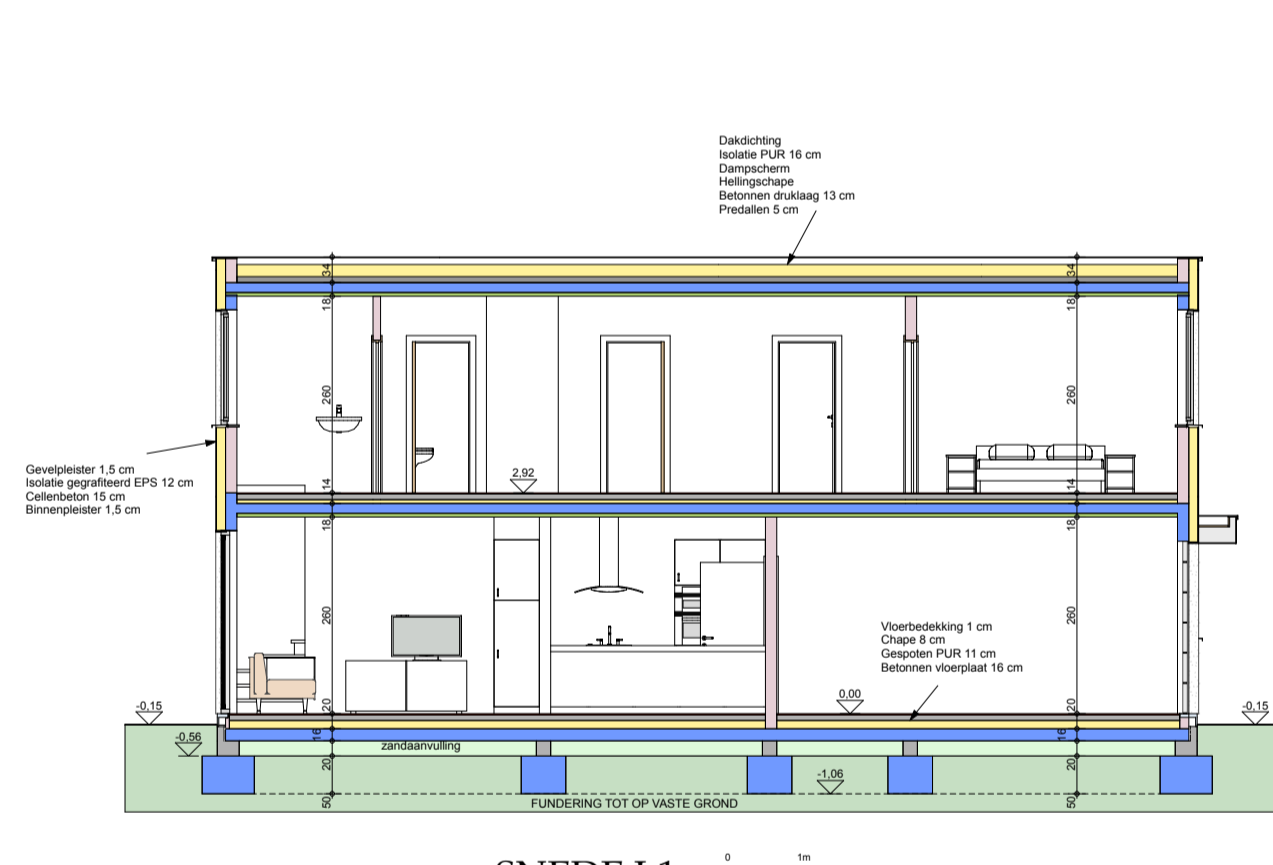 Dakdichting
Isolatie PUR 16 cm
Dampscherm
Hellingschape
Betonnen druklaag 13 cm
Predallen 5 cm
34
34
18
18
260
260
Gevelpleister 1,5 cm
Isolatie gegrafiteerd EPS 12 cm
Cellenbeton 15 cm
Binnenpleister 1,5 cm
2,92
14
14
18
18
260
260
Vloerbedekking 1 cm
Chape 8 cm
Gespoten PUR 11 cm
Betonnen vloerplaat 16 cm
0,00
-0,15
-0,15
20
20
-0,56
16
16
zandaanvulling
20
20
-1,06
50
50
FUNDERING TOT OP VASTE GROND
0
1m